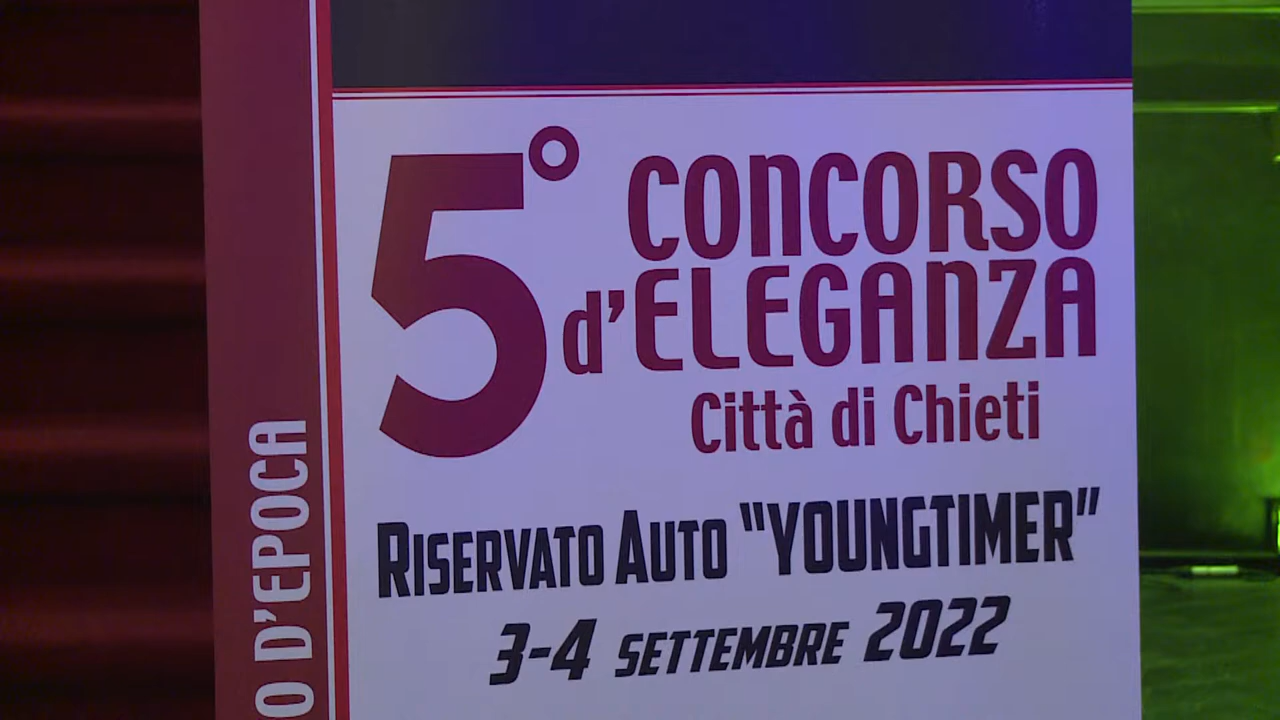 5° CONCORSO
d'ELEGANZA
Città di Chieti
RISERVATO AUTO "YOUNGTIMER"
3-4 SETTEMBRE 2022
D'EPOCA